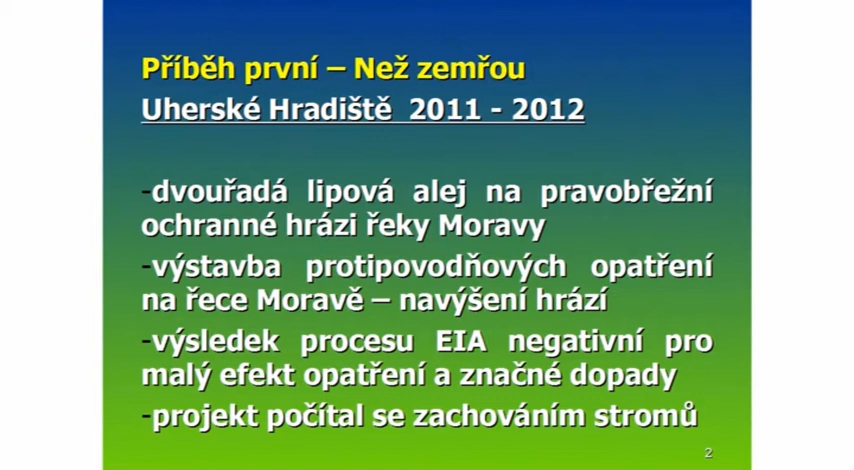 Příběh první – Než zemřou
Uherské Hradiště 2011 - 2012
-dvouřadá lipová alej na pravobřežní
ochranné hrázi řeky Moravy
-výstavba protipovodňových opatření
na řece Moravě – navýšení hrází
-výsledek procesu EIA negativní pro
malý efekt opatření a značné dopady
-projekt počítal se zachováním stromů
2